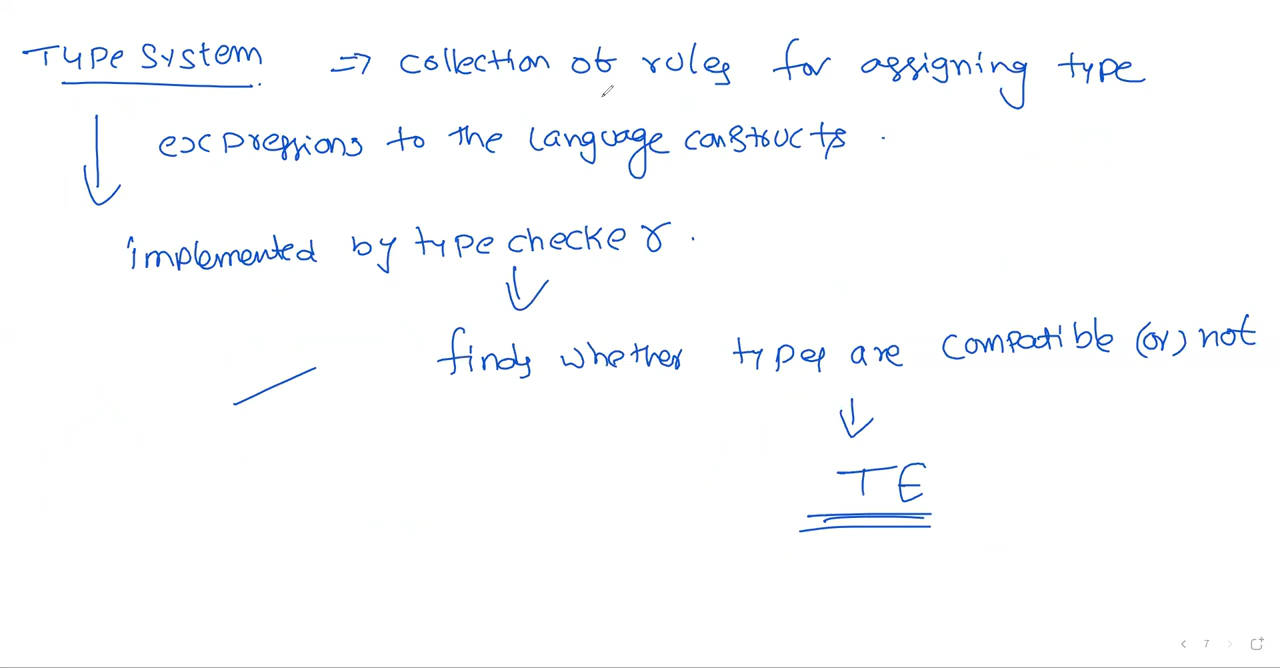 Type System => collection of rules for assigning type
expressions to the language constructs.
implemented by type checker.
finds whether types are compatible (or) not
TE
7